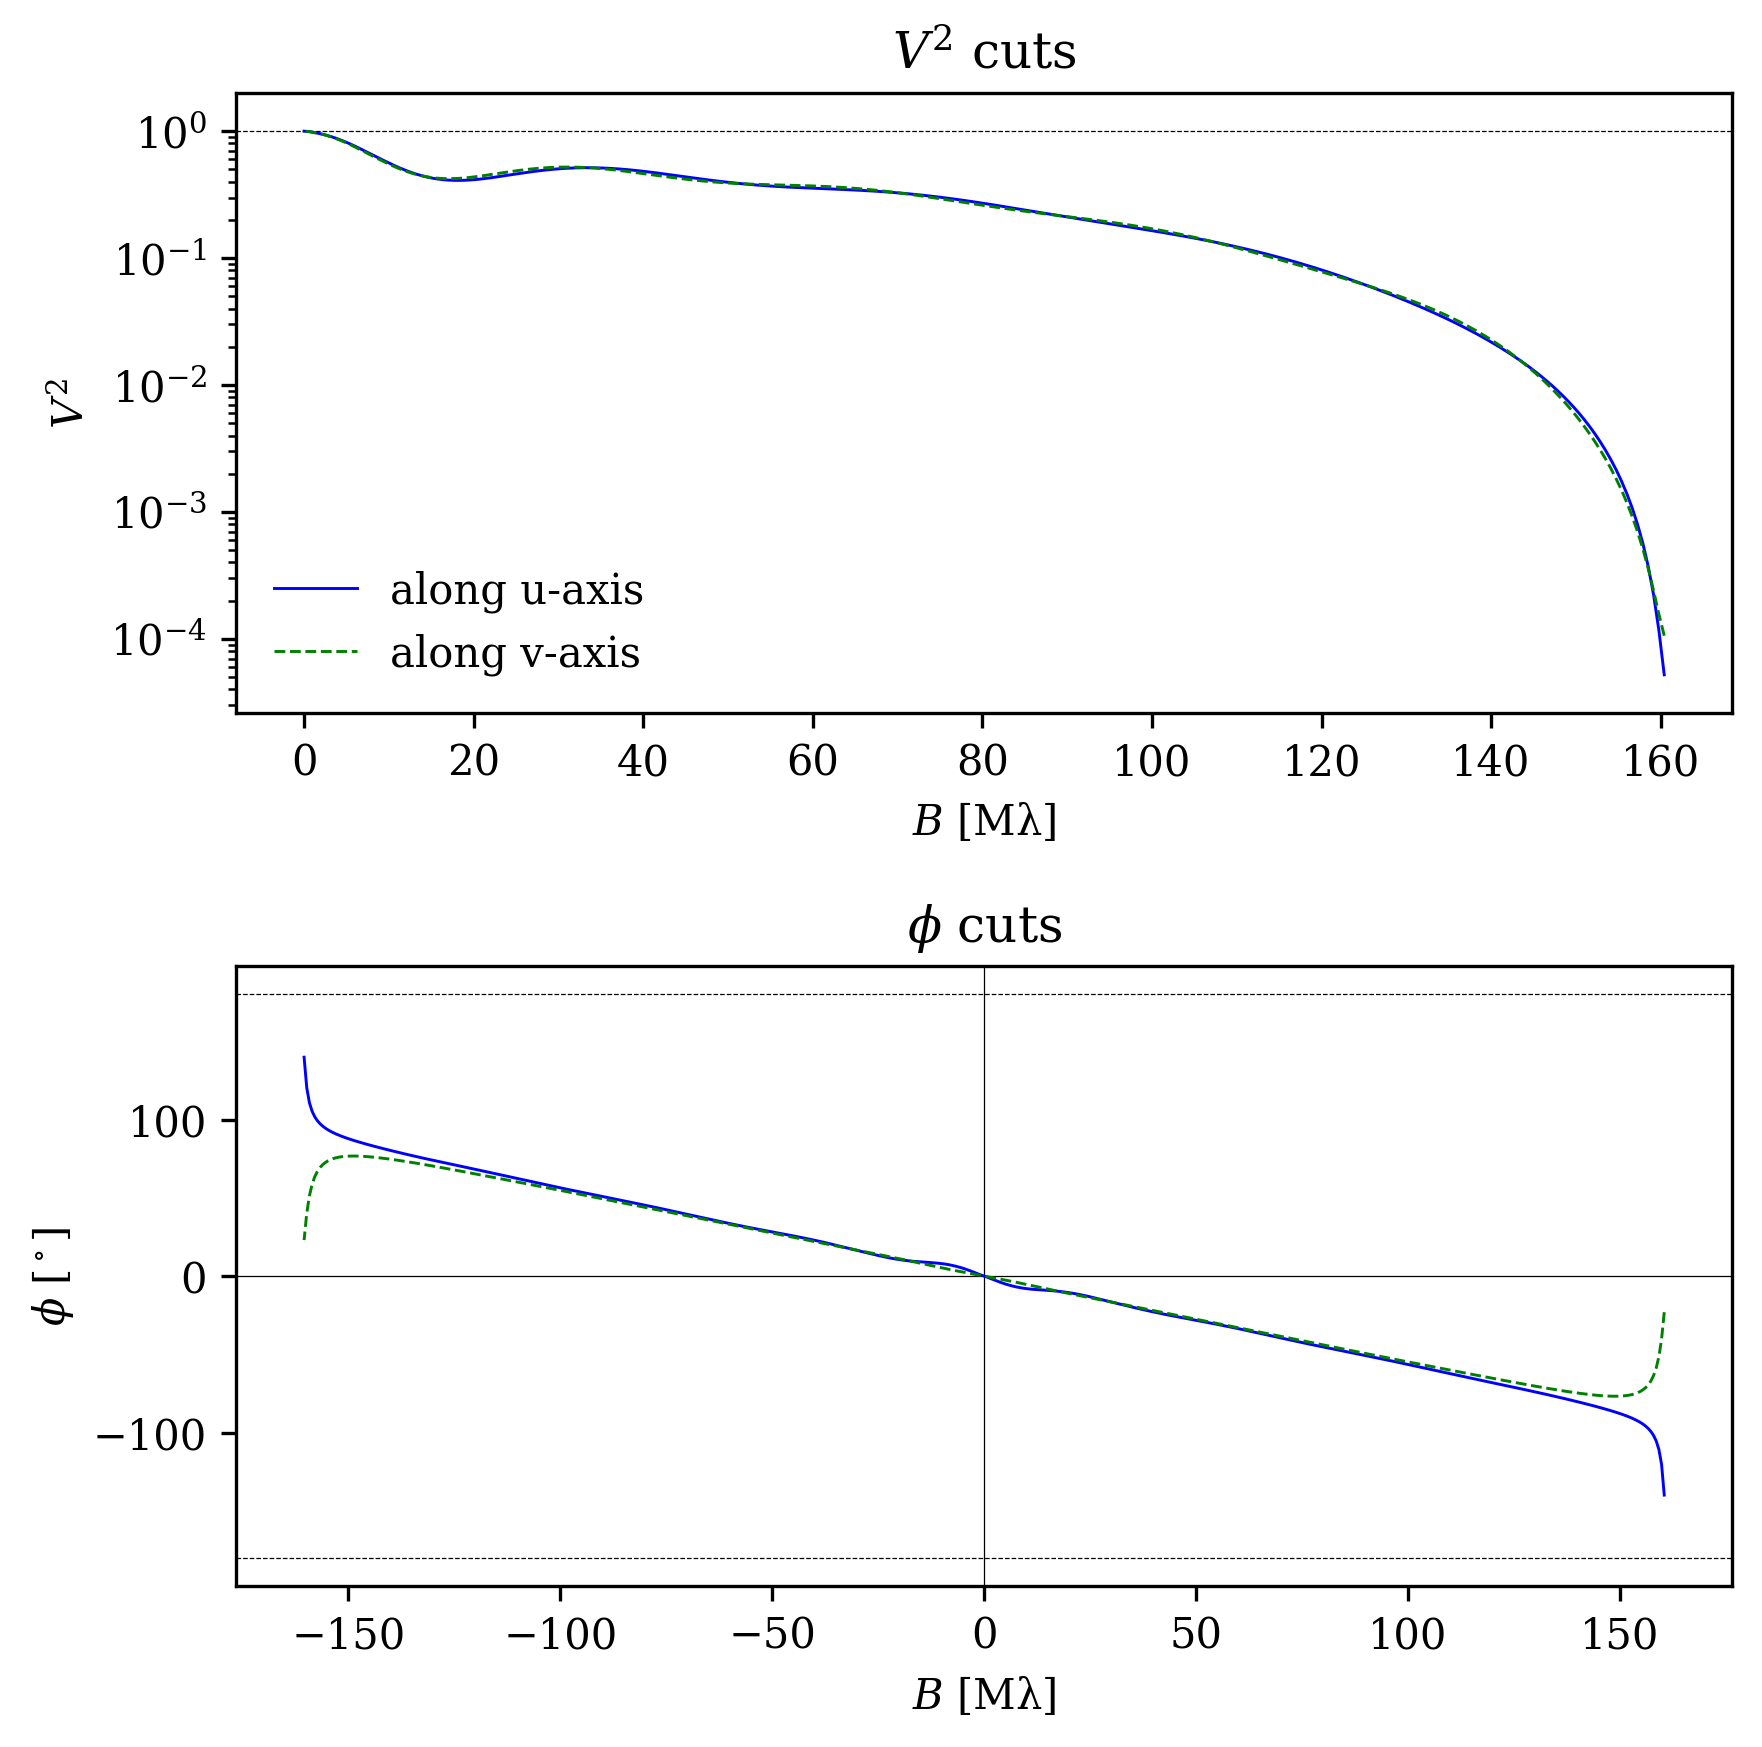 V² cuts
10⁰
10⁻¹
10⁻²
10⁻³
10⁻⁴
V²
along u-axis
along v-axis
0 20 40 60 80 100 120 140 160
B [Mλ]
ϕ cuts
100
0
−100
ϕ [°]
−150 −100 −50 0 50 100 150
B [Mλ]